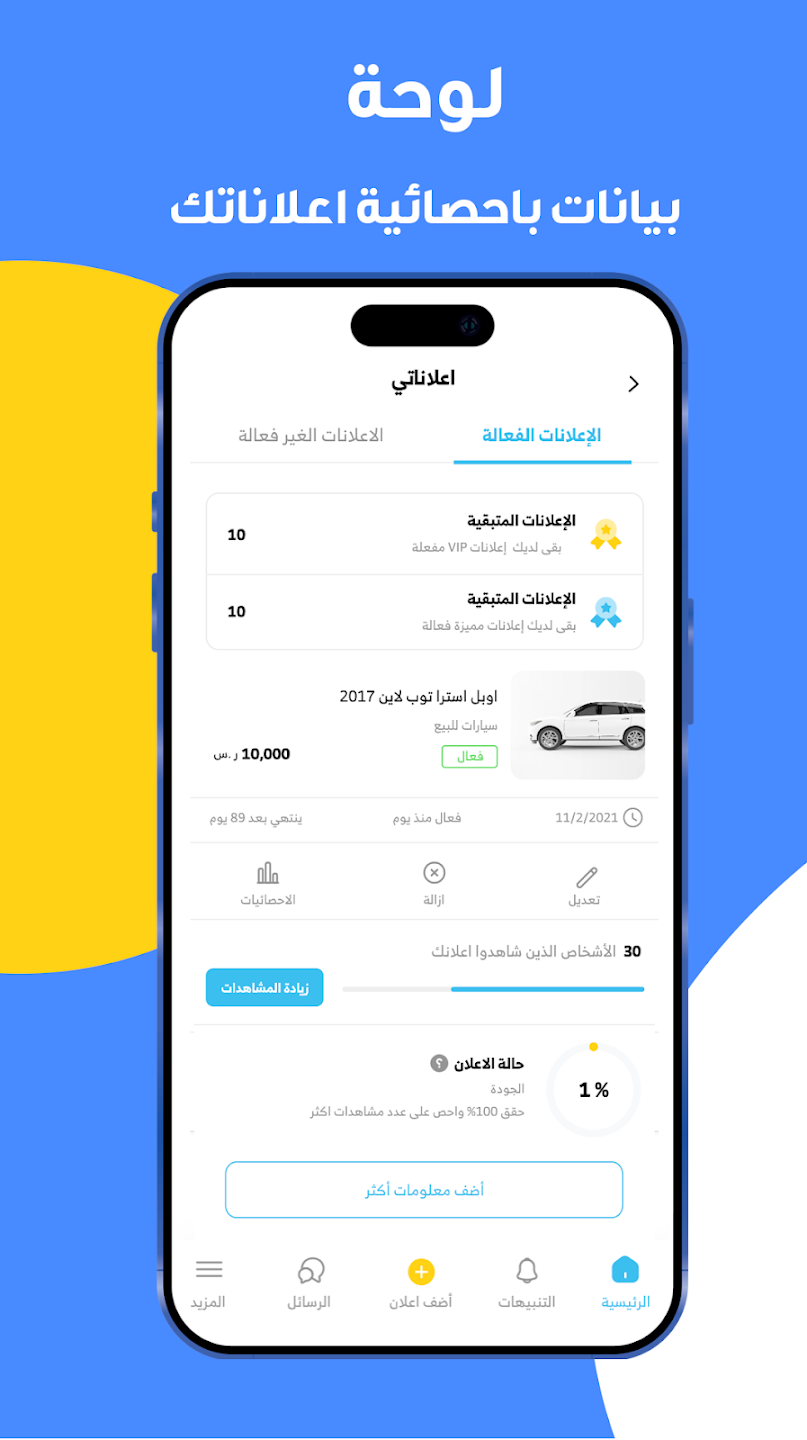 لوحة
بيانات باحصائية اعلاناتك
اعلاناتي
الإعلانات الفعالة
الاعلانات الغير فعالة
الإعلانات المتبقية
بقى لديك إعلانات VIP مفعلة
10
الإعلانات المتبقية
بقى لديك إعلانات مميزة فعالة
10
اوبل استرا توب لاين 2017
سيارات للبيع
فعال
10,000 ر.س
11/2/2021
فعال منذ يوم
ينتهي بعد 89 يوم
تعديل
ازالة
الاحصائيات
30 الأشخاص الذين شاهدوا اعلانك
زيادة المشاهدات
1%
حالة الاعلان ؟
الجودة
حقق 100% واحص على عدد مشاهدات اكثر
أضف معلومات أكثر
الرئيسية
التنبيهات
أضف اعلان
الرسائل
المزيد